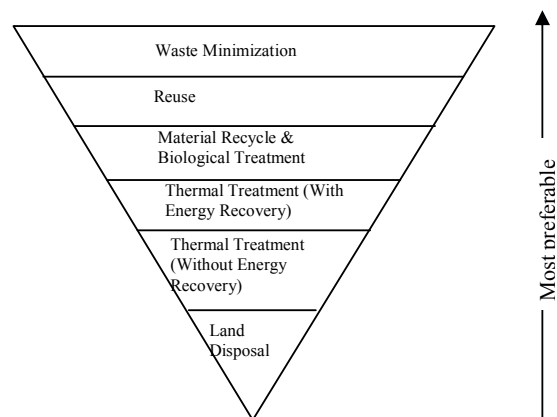 Waste Minimization
Reuse
Material Recycle &
Biological Treatment
Thermal Treatment (With
Energy Recovery)
Thermal Treatment
(Without Energy
Recovery)
Land
Disposal
Most preferable